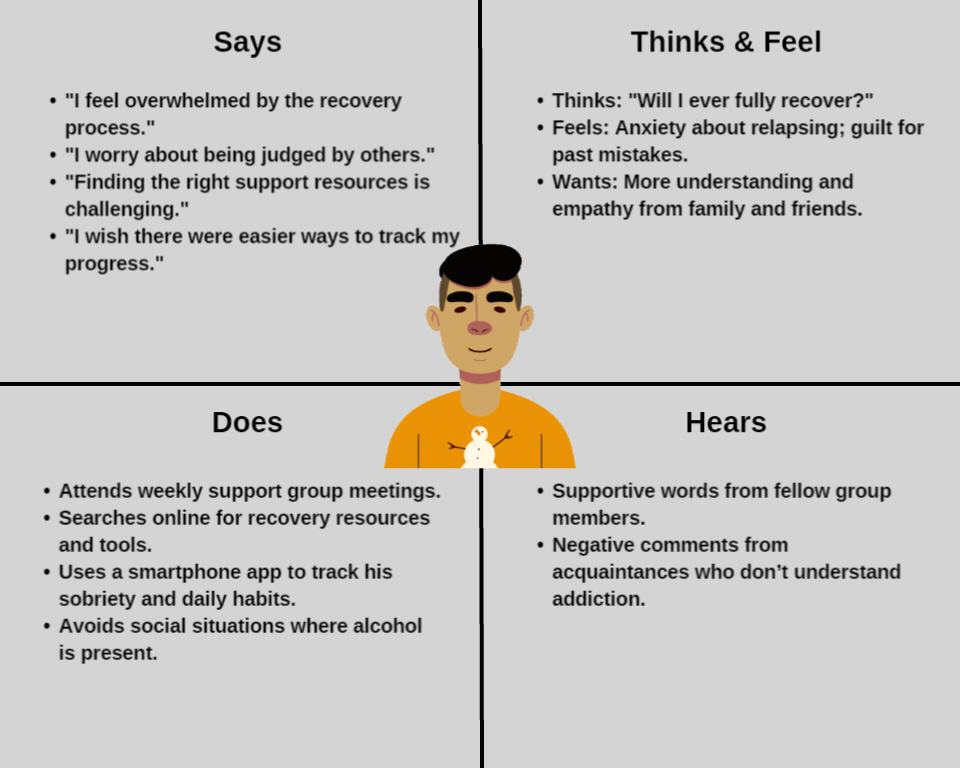 Says
• "I feel overwhelmed by the recovery
process."
• "I worry about being judged by others."
• "Finding the right support resources is
challenging."
• "I wish there were easier ways to track my
progress."
Thinks & Feel
• Thinks: "Will I ever fully recover?"
• Feels: Anxiety about relapsing; guilt for
past mistakes.
• Wants: More understanding and
empathy from family and friends.
Does
• Attends weekly support group meetings.
• Searches online for recovery resources
and tools.
• Uses a smartphone app to track his
sobriety and daily habits.
• Avoids social situations where alcohol
is present.
Hears
• Supportive words from fellow group
members.
• Negative comments from
acquaintances who don’t understand
addiction.